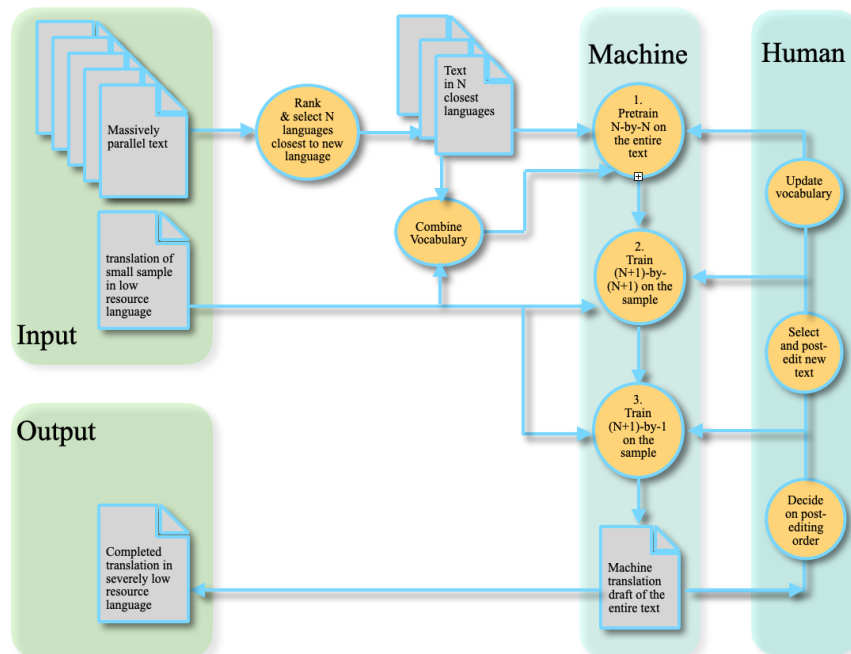 Input
Massively
parallel text
translation of
small sample
in low
resource
language
Rank
& select N
languages
closest to new
language
Text
in N
closest
languages
Combine
Vocabulary
Machine
1.
Pretrain
N-by-N on
the entire
text
2.
Train
(N+1)-by-
(N+1) on the
sample
3.
Train
(N+1)-by-1
on the
sample
Machine
translation
draft of the
entire text
Human
Update
vocabulary
Select
and post-
edit new
text
Decide
on post-
editing
order
Output
Completed
translation in
severely low
resource
language